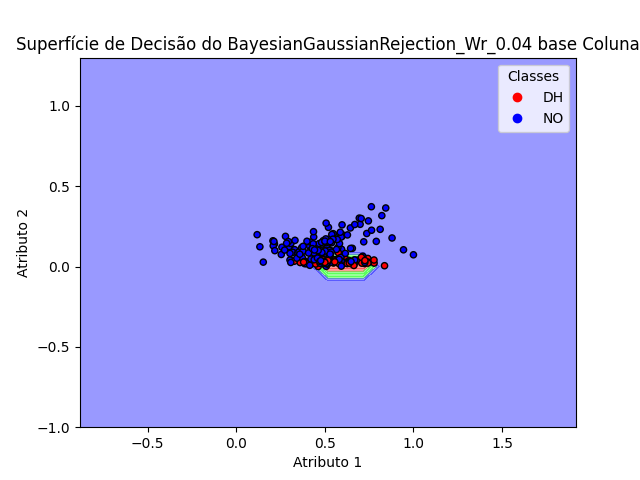 Superfície de Decisão do BayesianGaussianRejection_Wr_0.04 base Coluna
Classes
DH
NO
1.0
0.5
0.0
−0.5
−1.0
Atributo 2
−0.5
0.0
0.5
1.0
1.5
Atributo 1